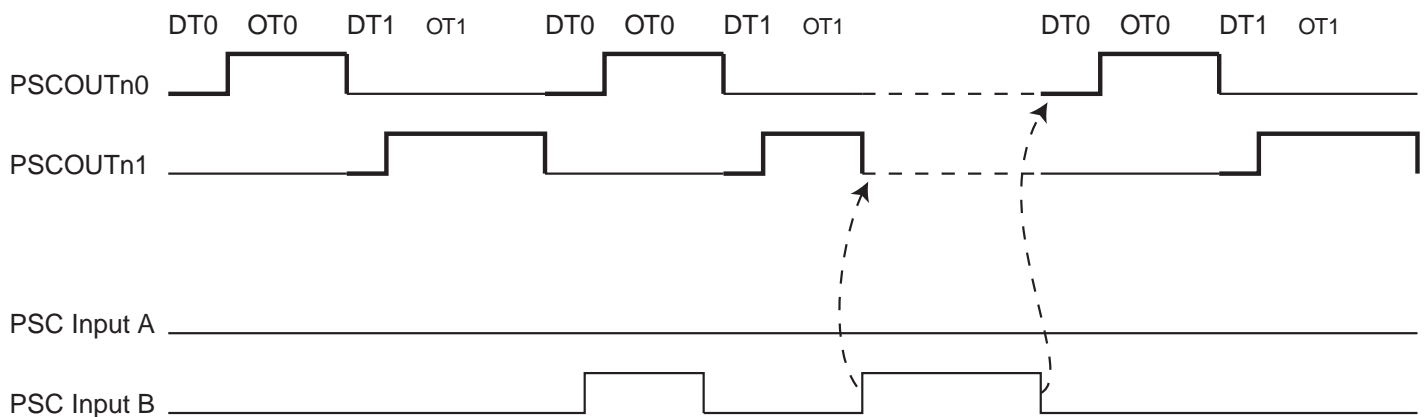 DT0 OT0 DT1 OT1 DT0 OT0 DT1 OT1 DT0 OT0 DT1 OT1
PSCOUTn0
PSCOUTn1
PSC Input A
PSC Input B